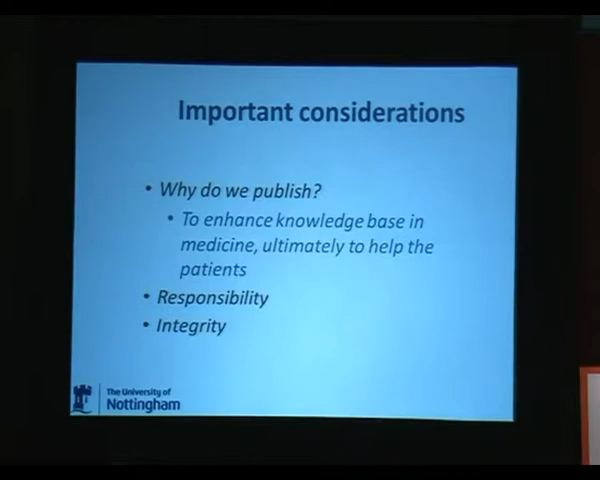 Important considerations
• Why do we publish?
• To enhance knowledge base in
medicine, ultimately to help the
patients
• Responsibility
• Integrity
The University of
Nottingham